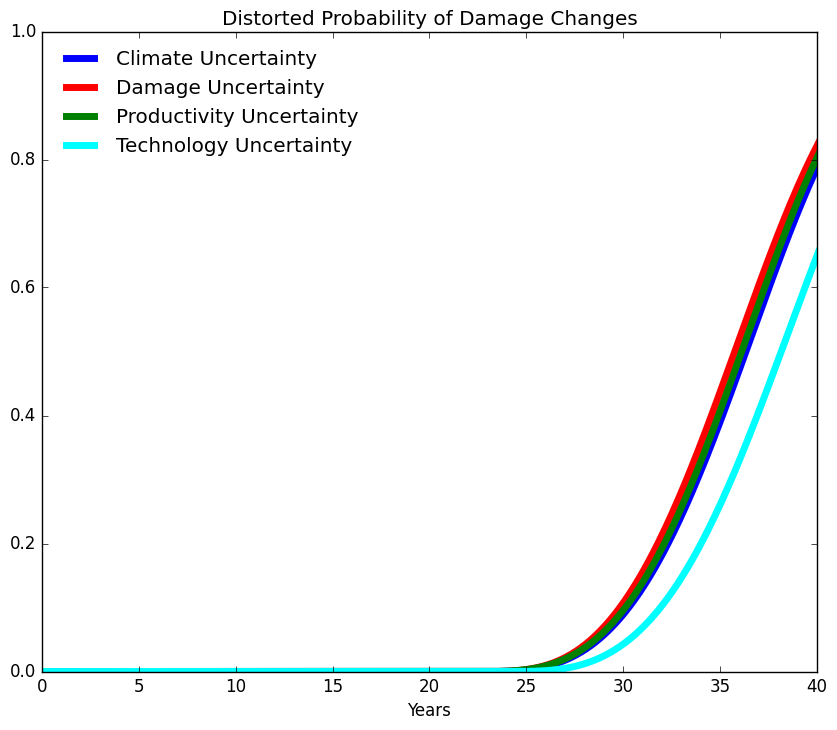 Distorted Probability of Damage Changes
1.0
Climate Uncertainty
Damage Uncertainty
Productivity Uncertainty
Technology Uncertainty
0.8
0.6
0.4
0.2
0.0
0 5 10 15 20 25 30 35 40
Years